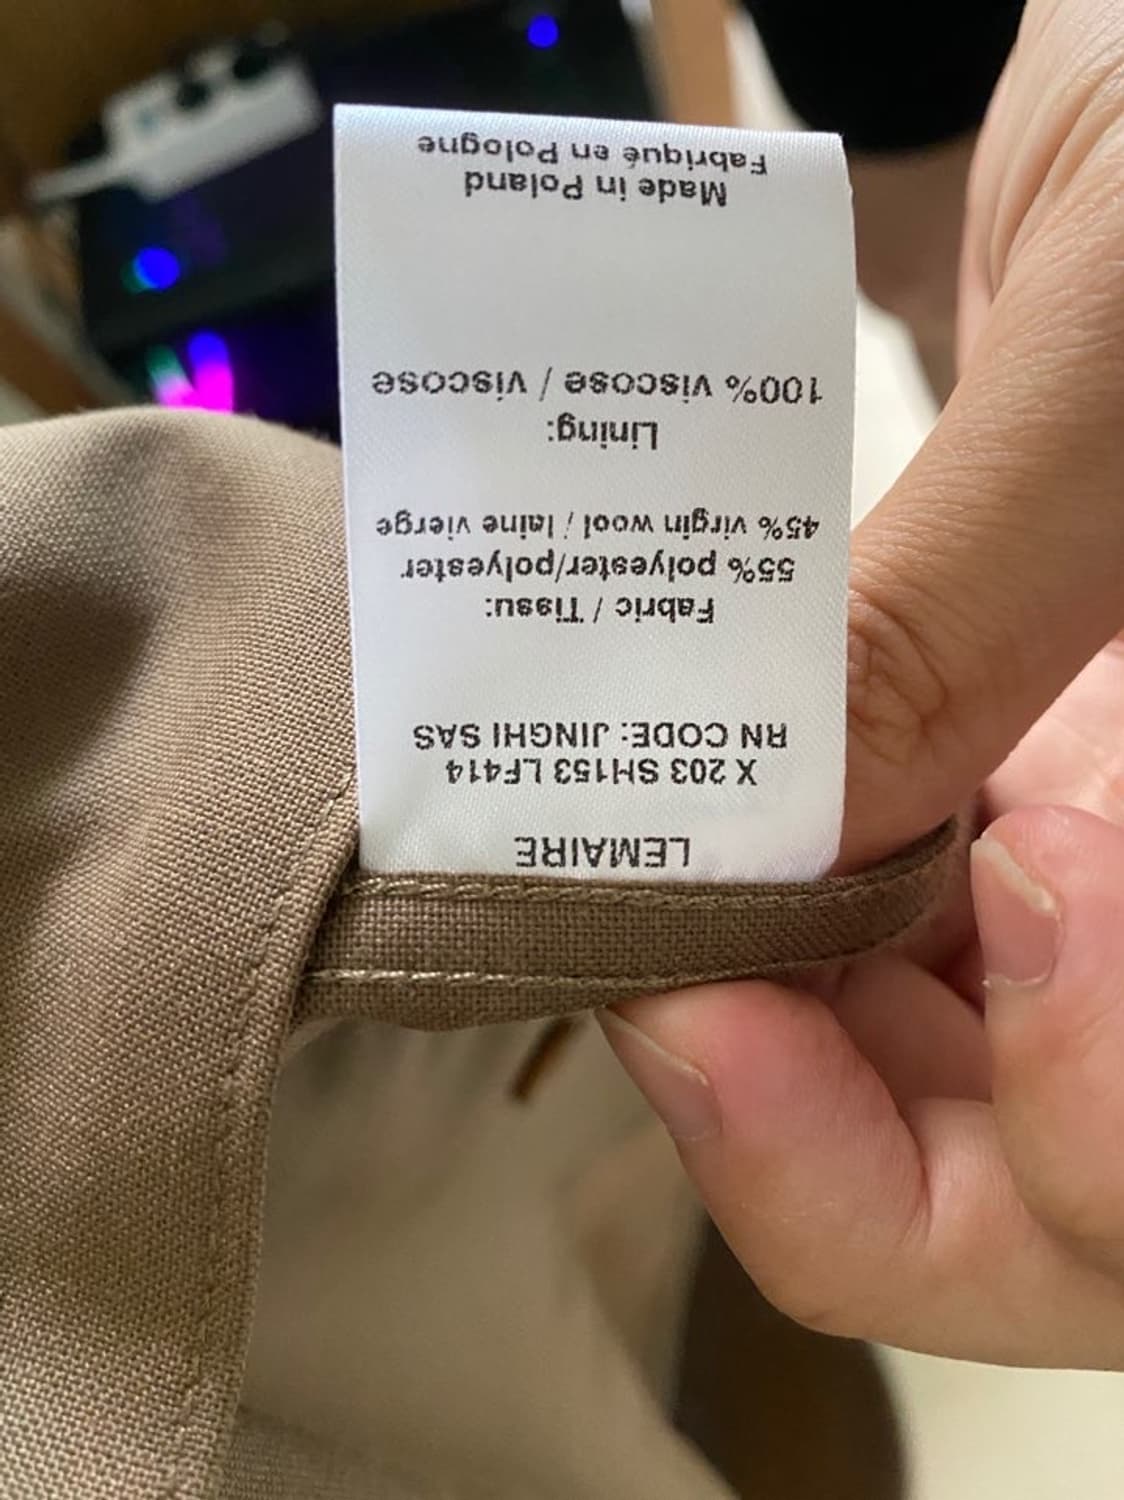 LEMAIRE
X 203 SH153 LF414
RN CODE: JINGHI SAS
Fabric / Tissu:
55% polyester/polyester
45% virgin wool / laine vierge
Lining:
100% viscose / viscose
Made in Poland
Fabriqué en Pologne